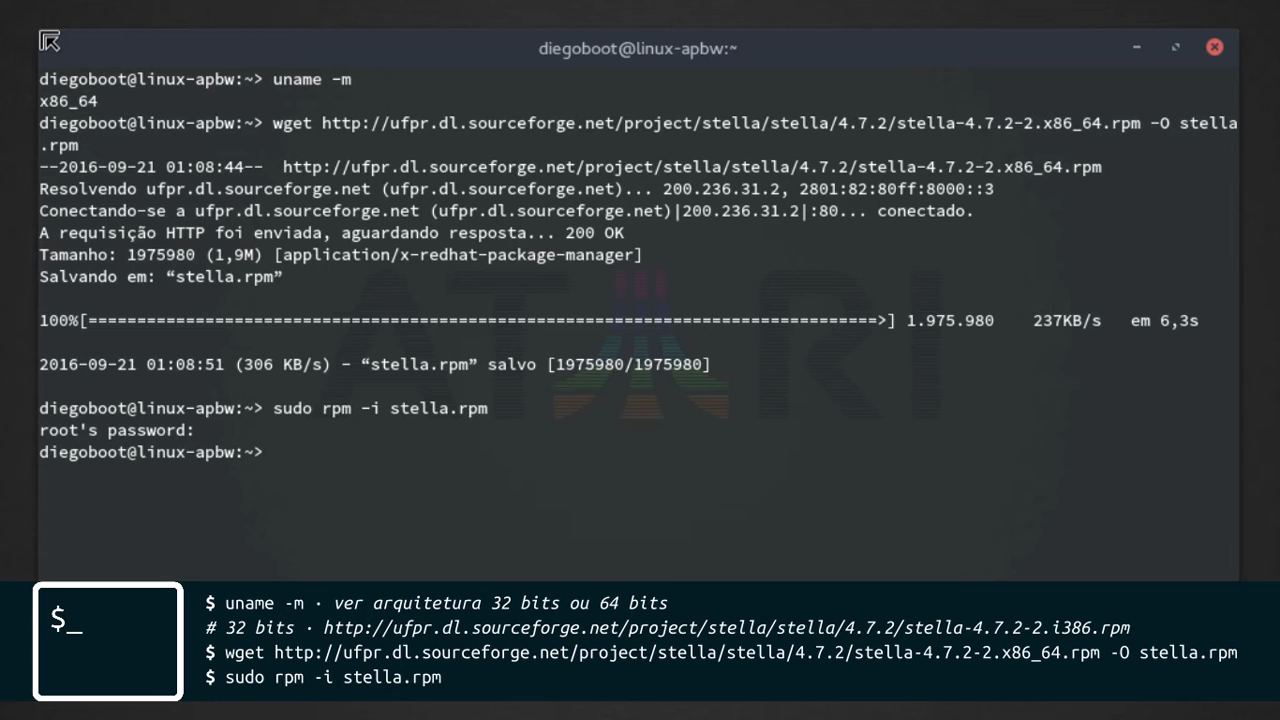 diegoboot@linux-apbw:~
diegoboot@linux-apbw:~> uname -m
x86_64
diegoboot@linux-apbw:~> wget http://ufpr.dl.sourceforge.net/project/stella/stella/4.7.2/stella-4.7.2-2.x86_64.rpm -O stella
.rpm
--2016-09-21 01:08:44--  http://ufpr.dl.sourceforge.net/project/stella/stella/4.7.2/stella-4.7.2-2.x86_64.rpm
Resolvendo ufpr.dl.sourceforge.net (ufpr.dl.sourceforge.net)... 200.236.31.2, 2801:82:80ff:8000::3
Conectando-se a ufpr.dl.sourceforge.net (ufpr.dl.sourceforge.net)|200.236.31.2|:80... conectado.
A requisição HTTP foi enviada, aguardando resposta... 200 OK
Tamanho: 1975980 (1,9M) [application/x-redhat-package-manager]
Salvando em: “stella.rpm”
ATARI
100%[=================================================================================>] 1.975.980    237KB/s   em 6,3s
2016-09-21 01:08:51 (306 KB/s) - “stella.rpm” salvo [1975980/1975980]
diegoboot@linux-apbw:~> sudo rpm -i stella.rpm
root's password:
diegoboot@linux-apbw:~>
$_
$ uname -m · ver arquitetura 32 bits ou 64 bits
# 32 bits · http://ufpr.dl.sourceforge.net/project/stella/stella/4.7.2/stella-4.7.2-2.i386.rpm
$ wget http://ufpr.dl.sourceforge.net/project/stella/stella/4.7.2/stella-4.7.2-2.x86_64.rpm -O stella.rpm
$ sudo rpm -i stella.rpm